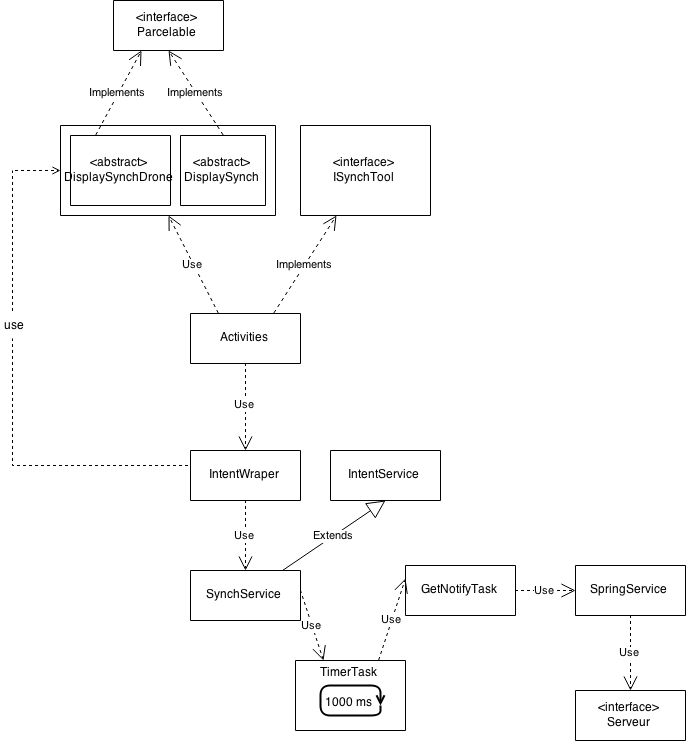 <interface>
Parcelable
Implements
Implements
<abstract>
DisplaySynchDrone
<abstract>
DisplaySynch
<interface>
ISynchTool
Use
Implements
use
Activities
Use
IntentWraper
IntentService
Use
Extends
SynchService
GetNotifyTask
Use
SpringService
Use
Use
Use
TimerTask
1000 ms
<interface>
Serveur